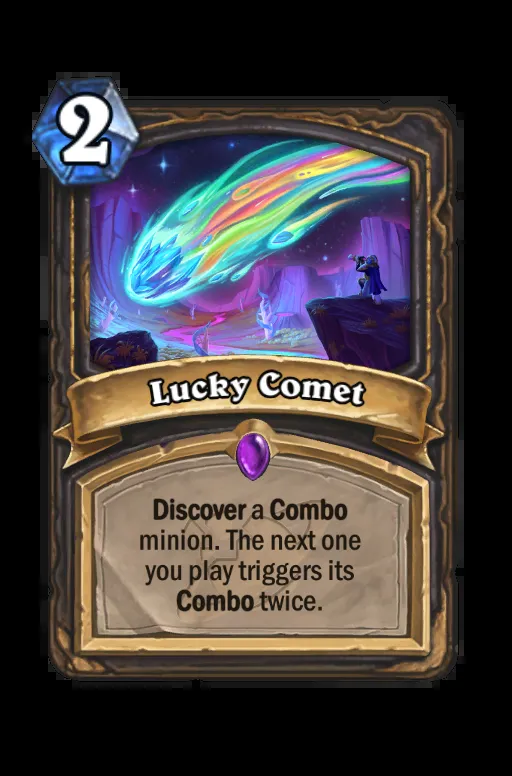 2
Lucky Comet
Discover a Combo
minion. The next one
you play triggers its
Combo twice.